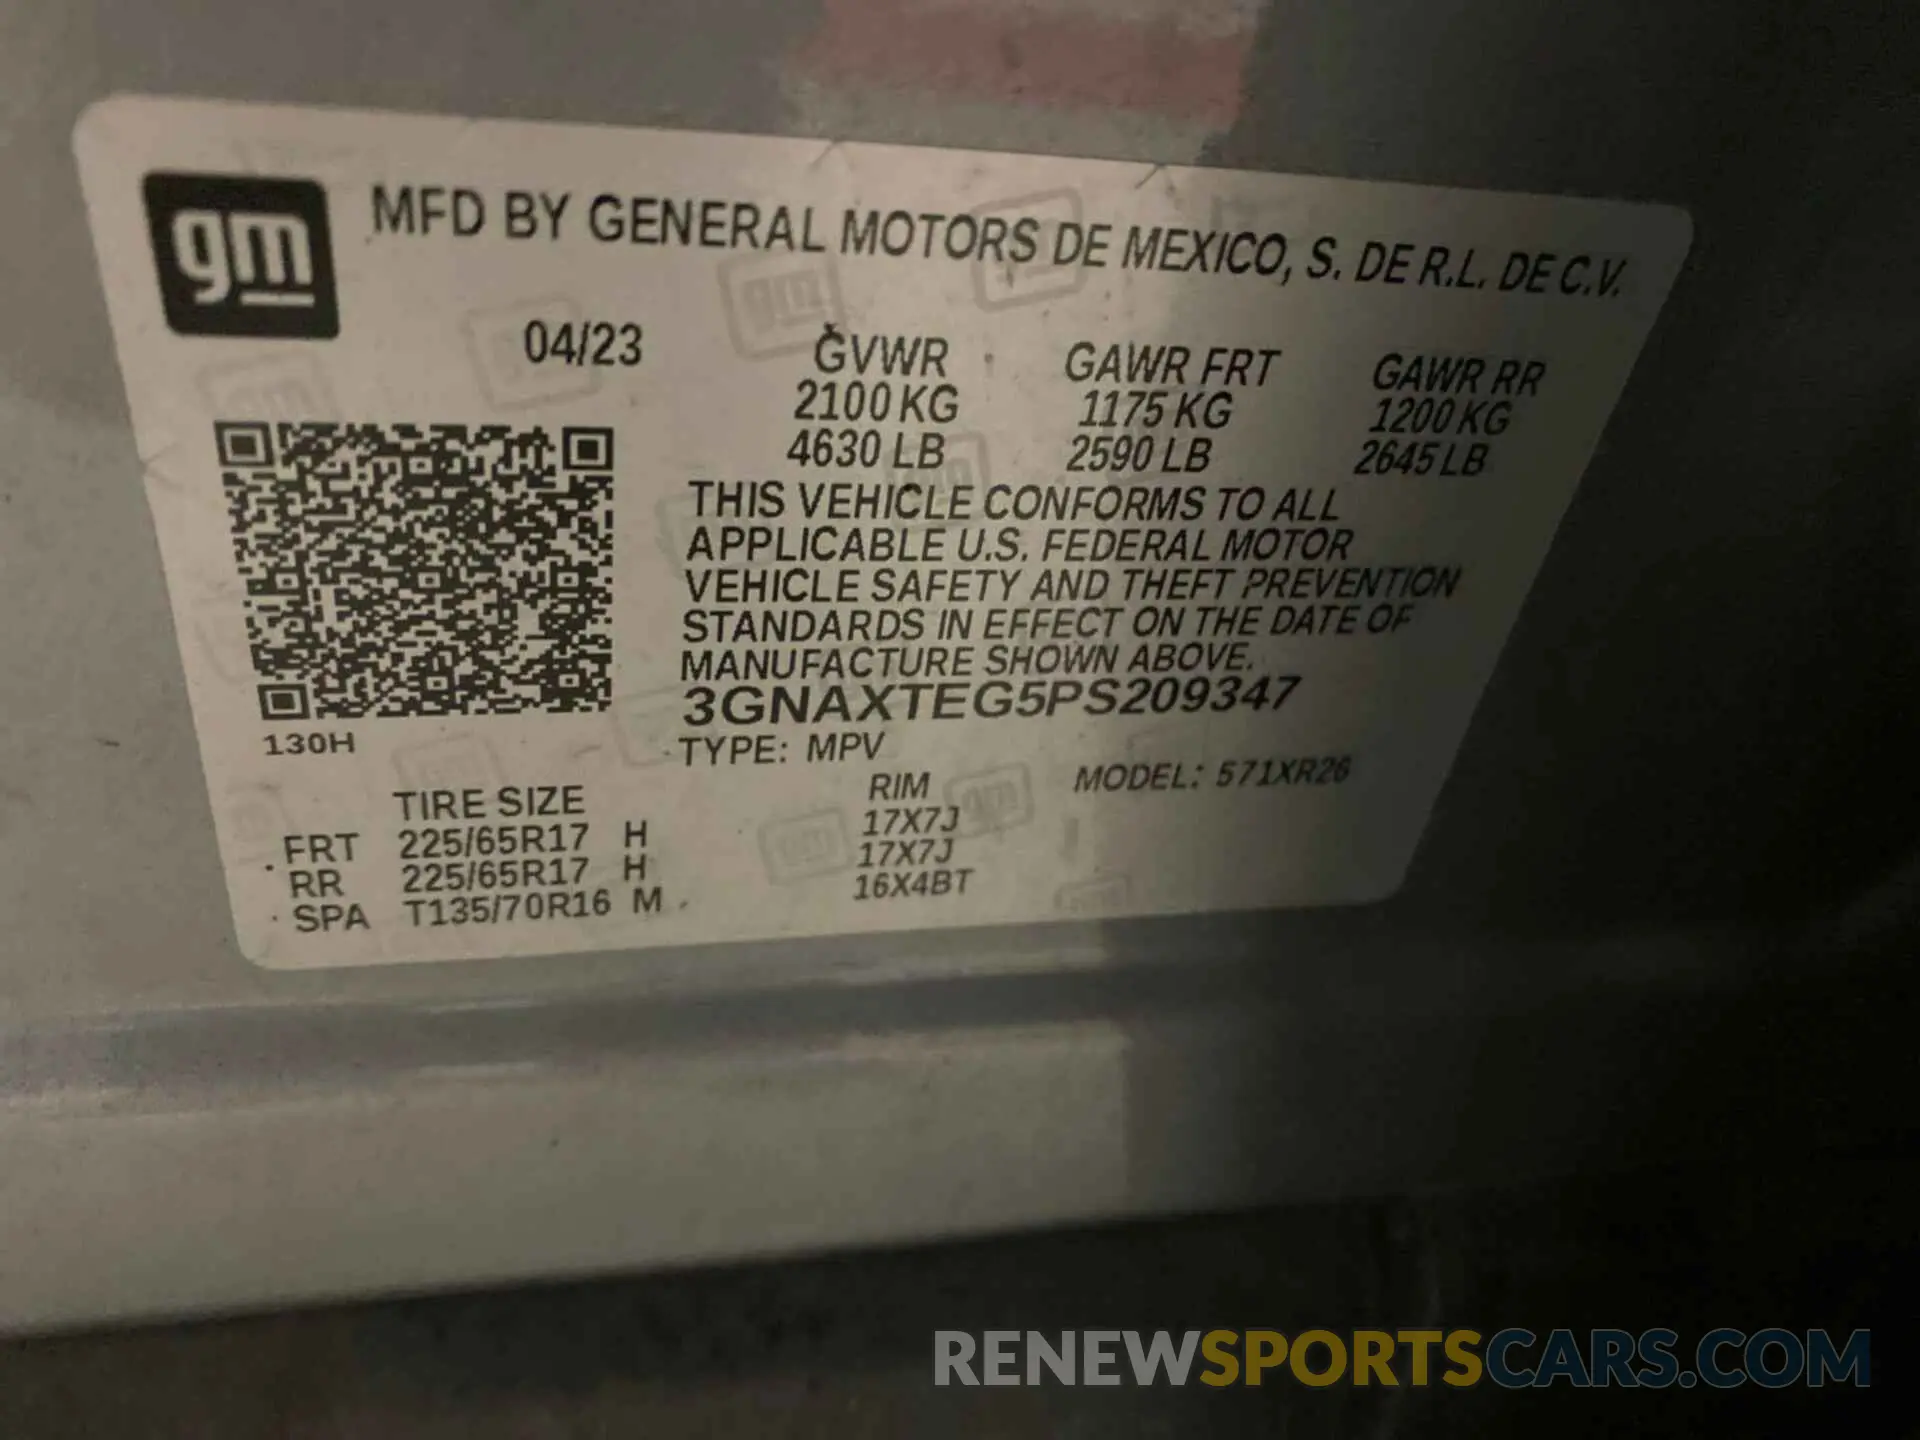 gm
MFD BY GENERAL MOTORS DE MEXICO, S. DE R.L. DE C.V.
04/23 GVWR GAWR FRT GAWR RR
2100 KG 1175 KG 1200 KG
4630 LB 2590 LB 2645 LB
THIS VEHICLE CONFORMS TO ALL
APPLICABLE U.S. FEDERAL MOTOR
VEHICLE SAFETY AND THEFT PREVENTION
STANDARDS IN EFFECT ON THE DATE OF
MANUFACTURE SHOWN ABOVE.
3GNAXTEG5PS209347
130H
TYPE: MPV MODEL: 571XR26
TIRE SIZE RIM
FRT 225/65R17 H 17X7J
RR 225/65R17 H 17X7J
SPA T135/70R16 M 16X4BT
RENEWSPORTSCARS.COM